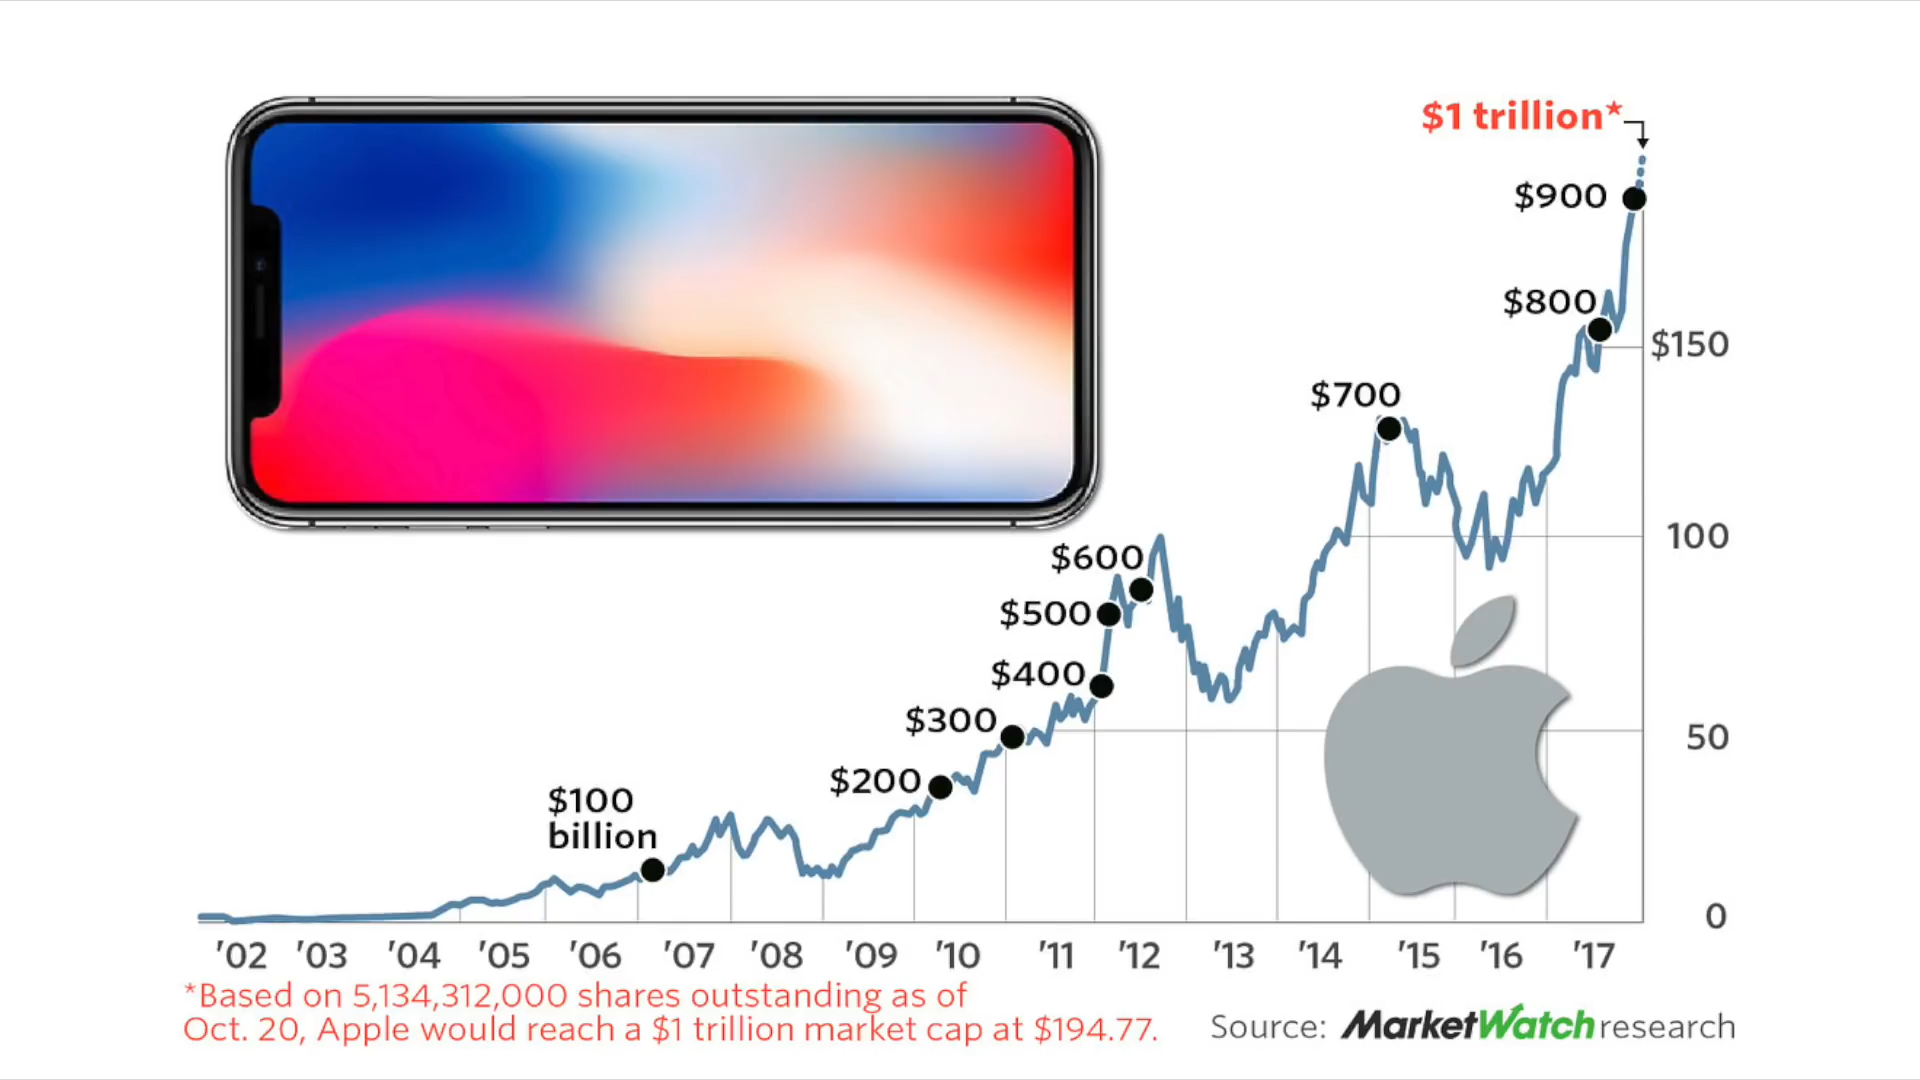 $1 trillion*
$900
$800
$150
$700
100
$600
$500
$400
50
$300
$200
$100
billion
0
'02 '03 '04 '05 '06 '07 '08 '09 '10 '11 '12 '13 '14 '15 '16 '17
*Based on 5,134,312,000 shares outstanding as of
Oct. 20, Apple would reach a $1 trillion market cap at $194.77.
Source: MarketWatch research